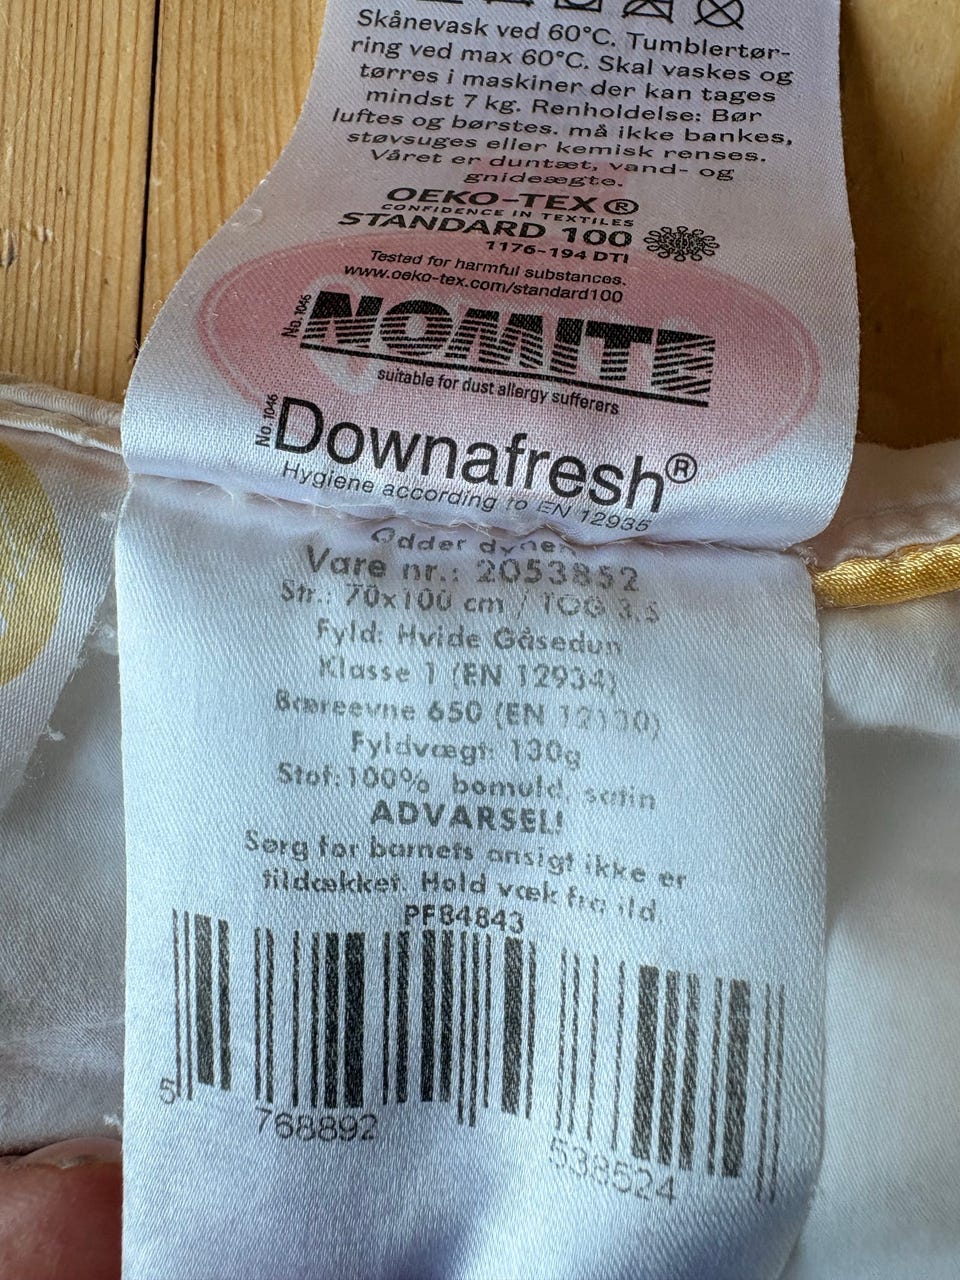 Skånevask ved 60°C. Tumblertør-
ring ved max 60°C. Skal vaskes og
tørres i maskiner der kan tages
mindst 7 kg. Renholdelse: Bør
luftes og børstes. må ikke bankes,
støvsuges eller kemisk renses.
Våret er duntæt, vand- og
gnideægte.
OEKO-TEX®
CONFIDENCE IN TEXTILES
STANDARD 100
1176-194 DTI
Tested for harmful substances.
www.oeko-tex.com/standard100
No. 1046
NOMITE
suitable for dust allergy sufferers
No. 1046
Downafresh®
Hygiene according to EN 12935
Odder dynen
Vare nr.: 2053852
Str.: 70x100 cm / TOG 3.5
Fyld: Hvide Gåsedun
Klasse 1 (EN 12934)
Bæreevne 650 (EN 12130)
Fyldvægt: 130g
Stof:100% bomuld, satin
ADVARSEL!
Sørg for barnets ansigt ikke er
tildækket. Hold væk fra ild.
PF84843
5 768892 538524